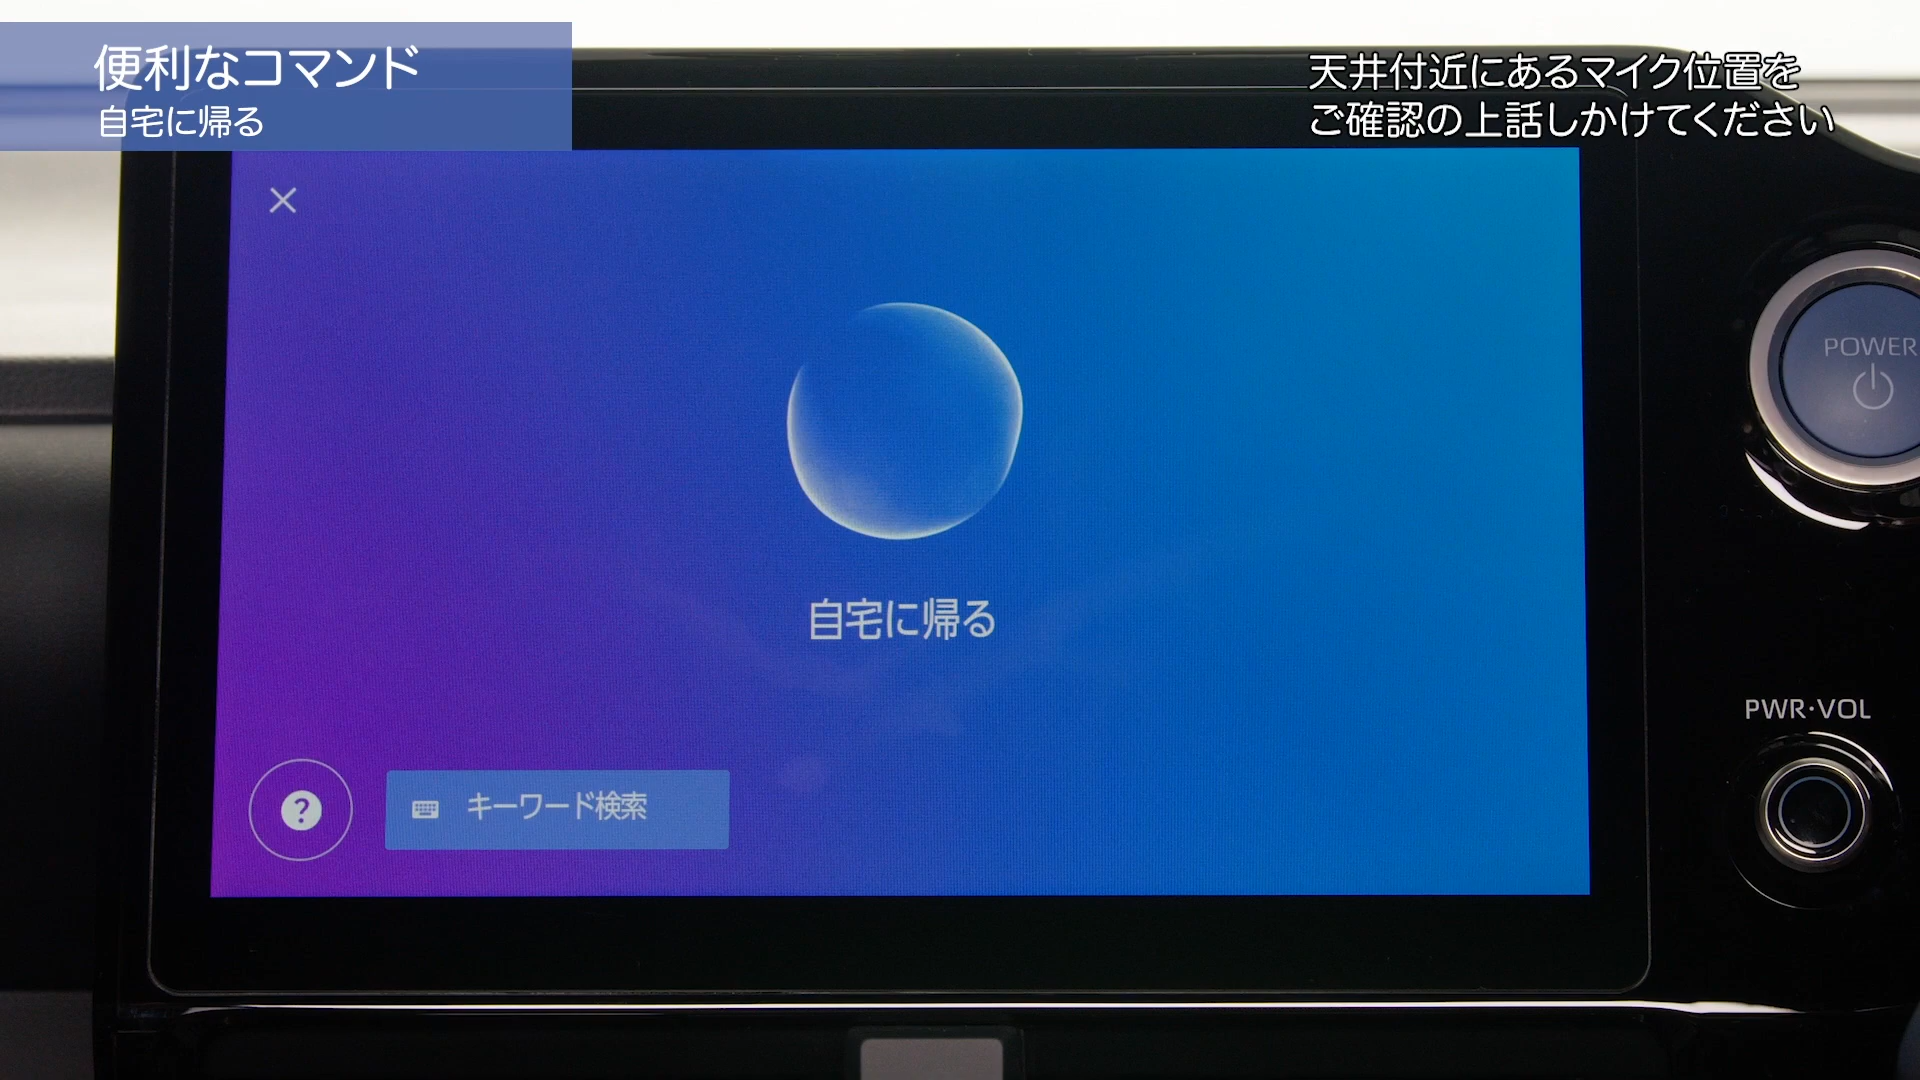 便利なコマンド
自宅に帰る
天井付近にあるマイク位置を
ご確認の上話しかけてください
POWER
自宅に帰る
PWR·VOL
? キーワード検索